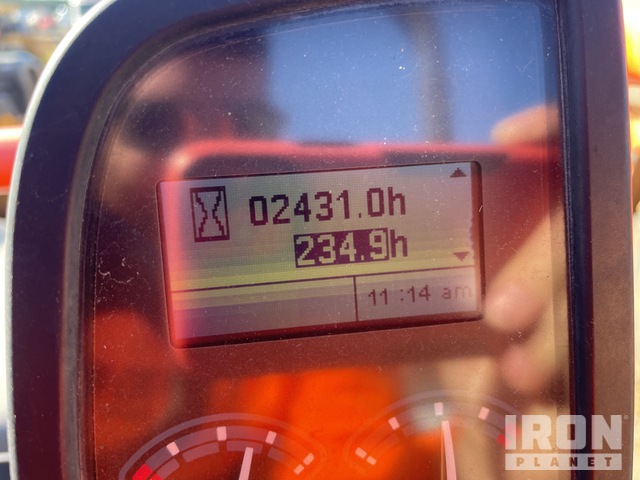 02431.0h
234.9h
11:14 am
IRON
PLANET